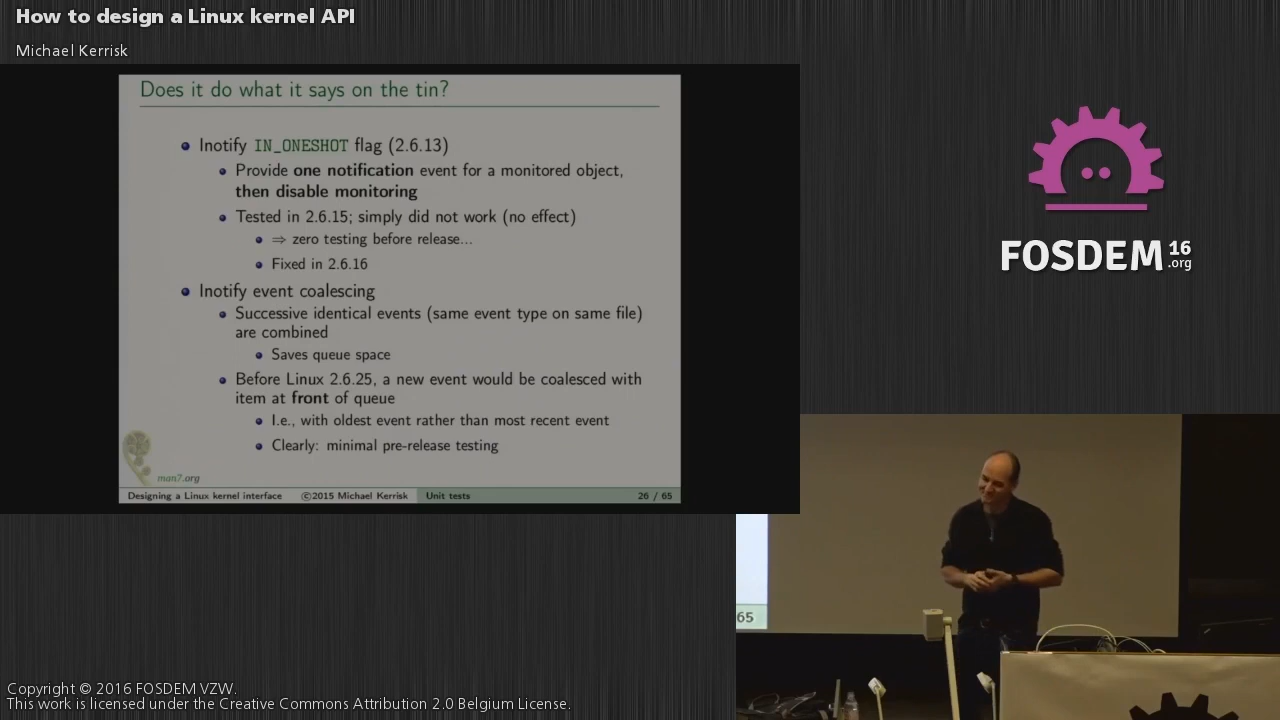 How to design a Linux kernel API
Michael Kerrisk
Does it do what it says on the tin?
Inotify IN_ONESHOT flag (2.6.13)
Provide one notification event for a monitored object,
then disable monitoring
Tested in 2.6.15; simply did not work (no effect)
⇒ zero testing before release...
Fixed in 2.6.16
Inotify event coalescing
Successive identical events (same event type on same file)
are combined
Saves queue space
Before Linux 2.6.25, a new event would be coalesced with
item at front of queue
I.e., with oldest event rather than most recent event
Clearly: minimal pre-release testing
man7.org
Designing a Linux kernel interface ©2015 Michael Kerrisk Unit tests 26 / 65
FOSDEM 16 .org
65
Copyright © 2016 FOSDEM VZW.
This work is licensed under the Creative Commons Attribution 2.0 Belgium License.